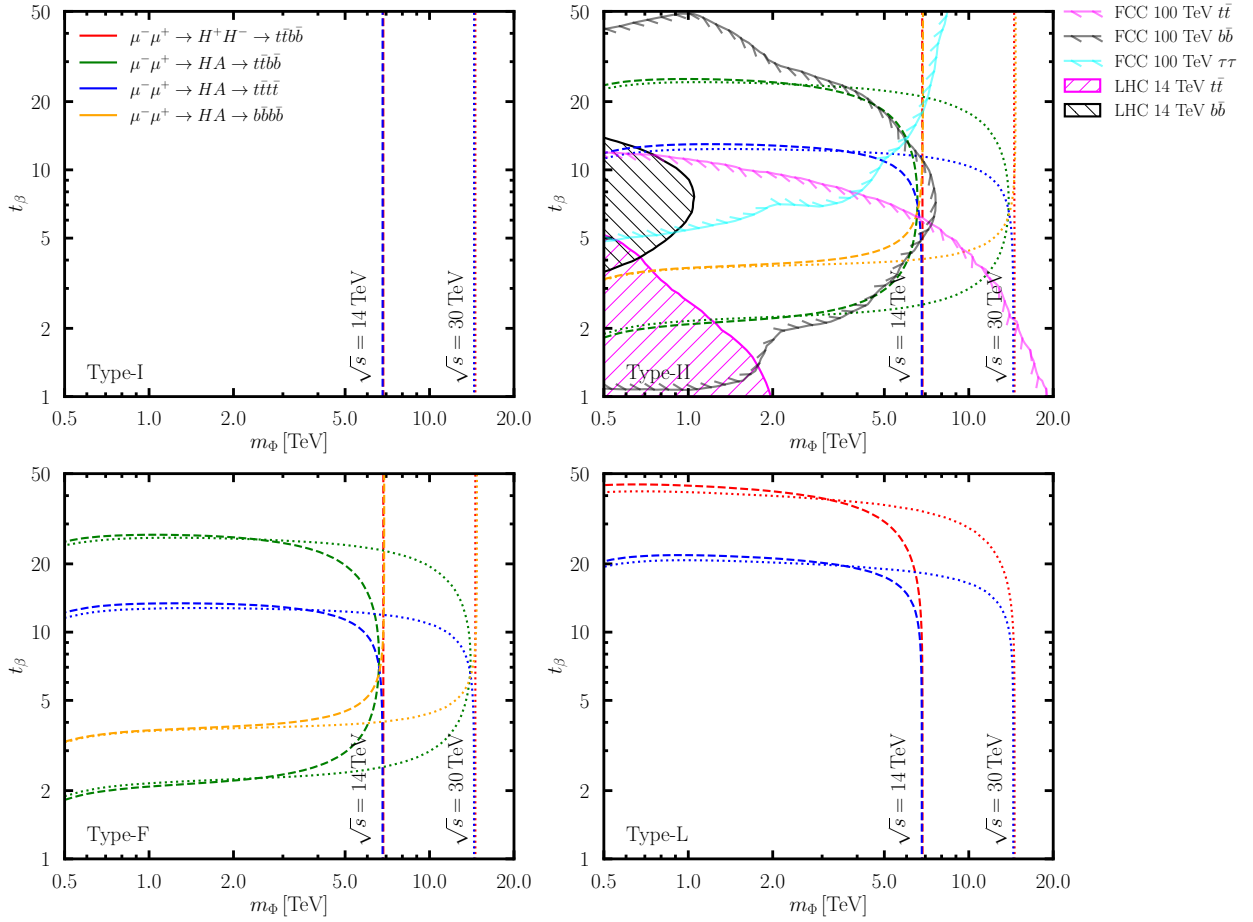 μ⁻μ⁺ → H⁺H⁻ → tt̄bb̄
μ⁻μ⁺ → HA → tt̄bb̄
μ⁻μ⁺ → HA → tt̄tt̄
μ⁻μ⁺ → HA → bb̄bb̄
50
20
10
5
2
1
t_β
√s = 14 TeV
√s = 30 TeV
Type-I
0.5 1.0 2.0 5.0 10.0 20.0
m_Φ [TeV]
50
20
10
5
2
1
t_β
√s = 14 TeV
√s = 30 TeV
Type-II
0.5 1.0 2.0 5.0 10.0 20.0
m_Φ [TeV]
FCC 100 TeV tt̄
FCC 100 TeV bb̄
FCC 100 TeV ττ
LHC 14 TeV tt̄
LHC 14 TeV bb̄
50
20
10
5
2
1
t_β
√s = 14 TeV
√s = 30 TeV
Type-F
0.5 1.0 2.0 5.0 10.0 20.0
m_Φ [TeV]
50
20
10
5
2
1
t_β
√s = 14 TeV
√s = 30 TeV
Type-L
0.5 1.0 2.0 5.0 10.0 20.0
m_Φ [TeV]